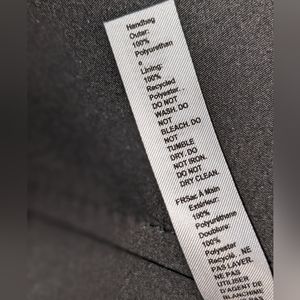 Handbag
Outer:
100%
Polyurethan
e
Lining:
100%
Recycled
Polyester. .
DO NOT
WASH. DO
NOT
BLEACH. DO
NOT
TUMBLE
DRY. DO
NOT IRON.
DO NOT
DRY CLEAN.
FRSac À Main
Extérieur:
100%
Polyuréthane
Doublure:
100%
Polyester
Recyclé. . NE
PAS LAVER.
NE PAS
UTILISER
D'AGENT DE
BLANCHIME